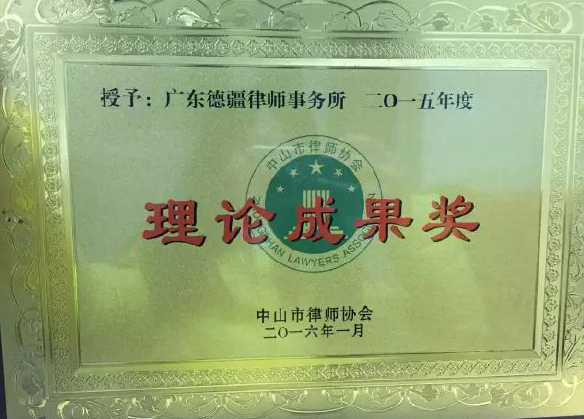 授予：广东德疆律师事务所 二〇一五年度
中山市律师协会
理论成果奖
LAWYERS
中山市律师协会
二〇一六年一月